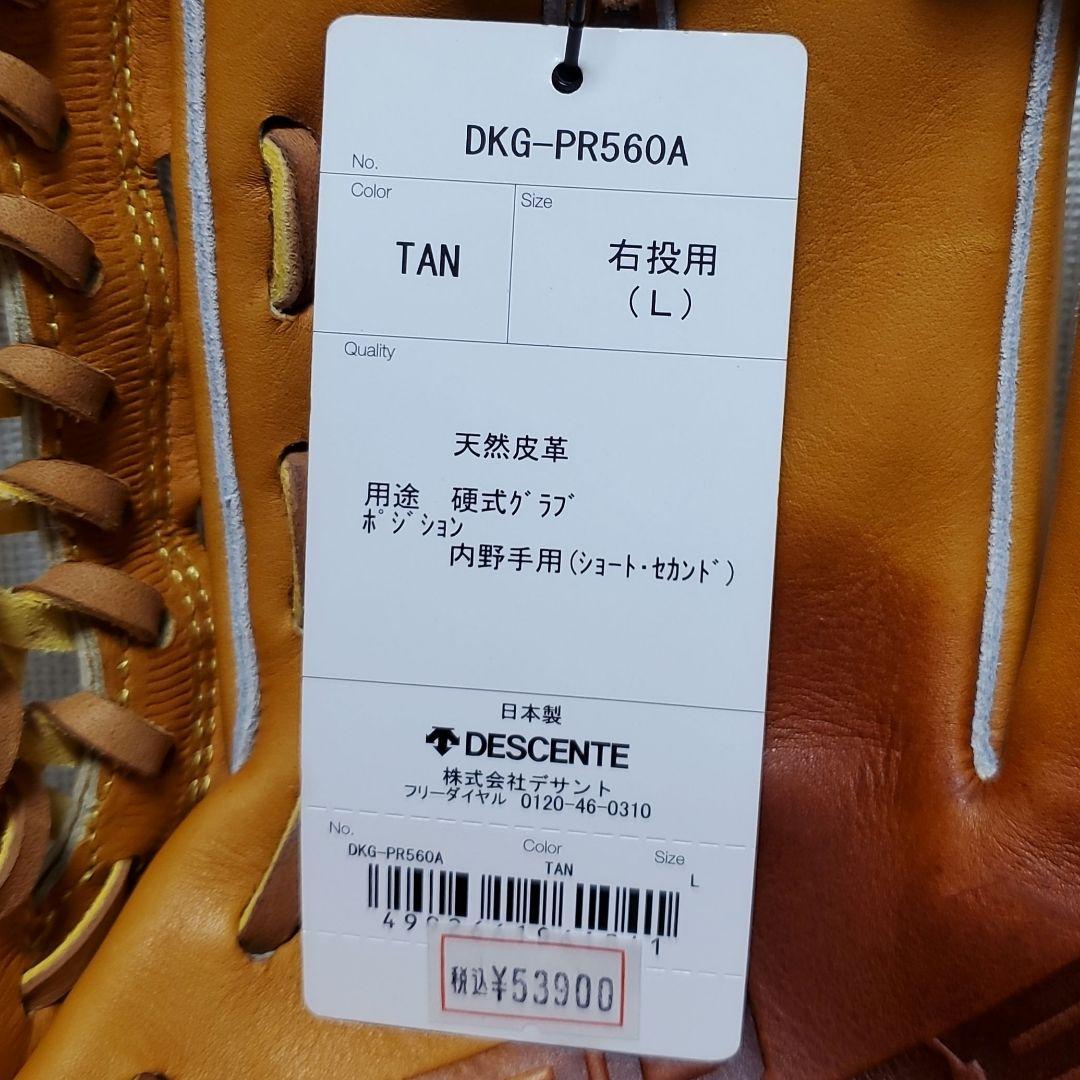 DKG-PR560A
No.
Color
Size
TAN
右投用
(L)
Quality
天然皮革
用途 硬式ｸﾞﾗﾌﾞ
ﾎﾟｼﾞｼｮﾝ
内野手用(ｼｮｰﾄ･ｾｶﾝﾄﾞ)
日本製
DESCENTE
株式会社デサント
フリーダイヤル 0120-46-0310
No.
Color
Size
DKG-PR560A
TAN
L
税込¥53900